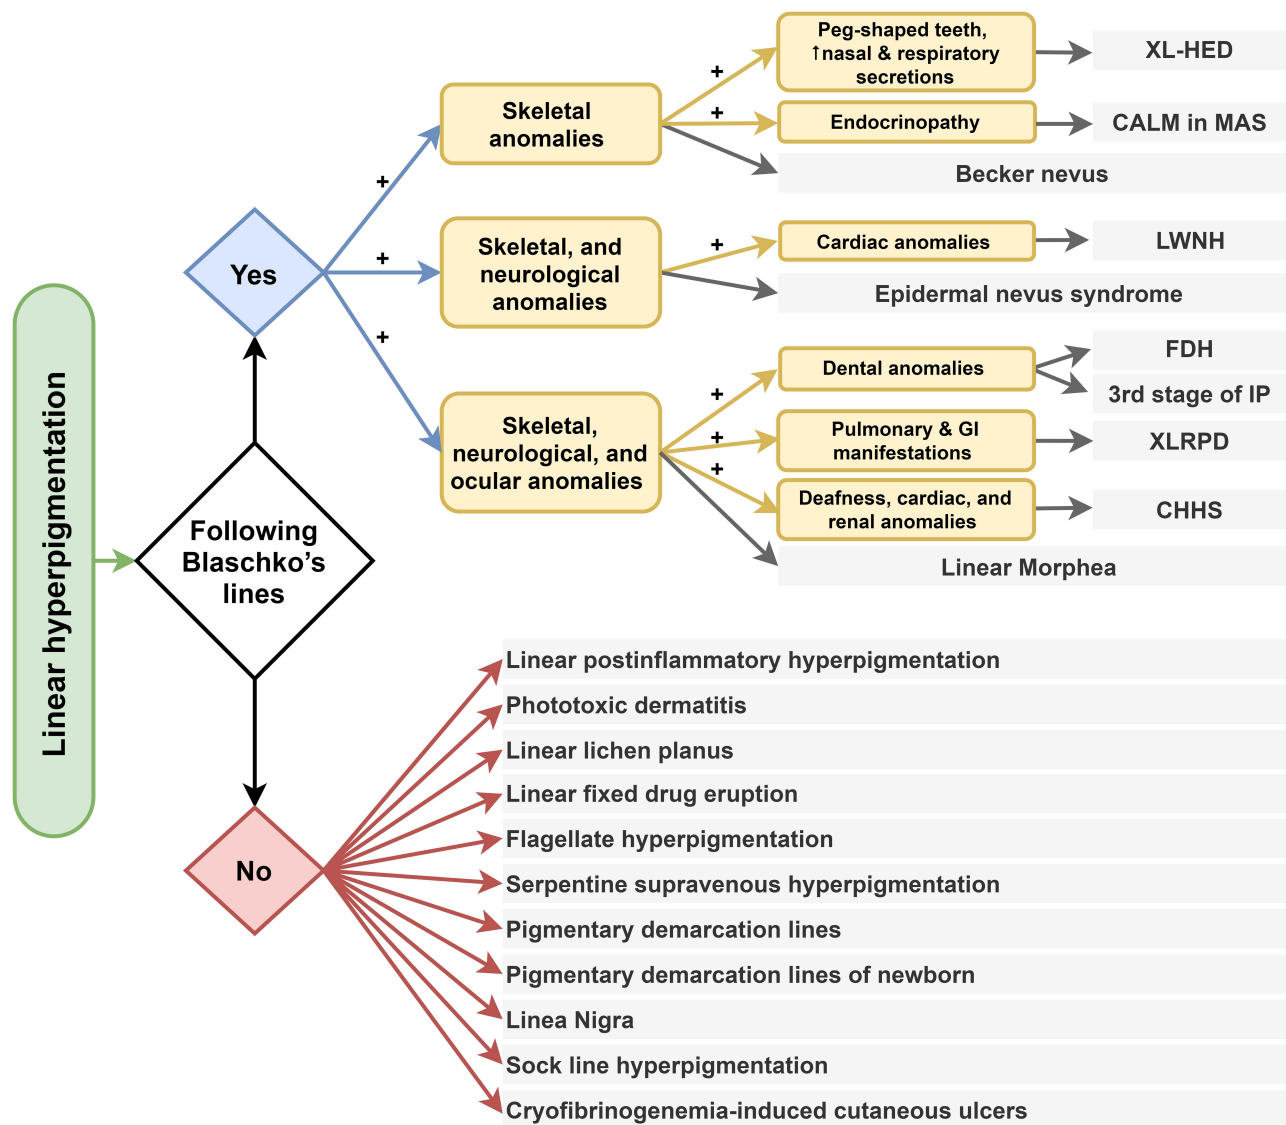 Linear hyperpigmentation
Following
Blaschko’s
lines
Yes
+
+
+
Skeletal
anomalies
+
+
Peg-shaped teeth,
↑nasal & respiratory
secretions
XL-HED
Endocrinopathy
CALM in MAS
Becker nevus
Skeletal, and
neurological
anomalies
+
Cardiac anomalies
LWNH
Epidermal nevus syndrome
Skeletal,
neurological, and
ocular anomalies
+
+
+
Dental anomalies
FDH
3rd stage of IP
Pulmonary & GI
manifestations
XLRPD
Deafness, cardiac, and
renal anomalies
CHHS
Linear Morphea
No
Linear postinflammatory hyperpigmentation
Phototoxic dermatitis
Linear lichen planus
Linear fixed drug eruption
Flagellate hyperpigmentation
Serpentine supravenous hyperpigmentation
Pigmentary demarcation lines
Pigmentary demarcation lines of newborn
Linea Nigra
Sock line hyperpigmentation
Cryofibrinogenemia-induced cutaneous ulcers